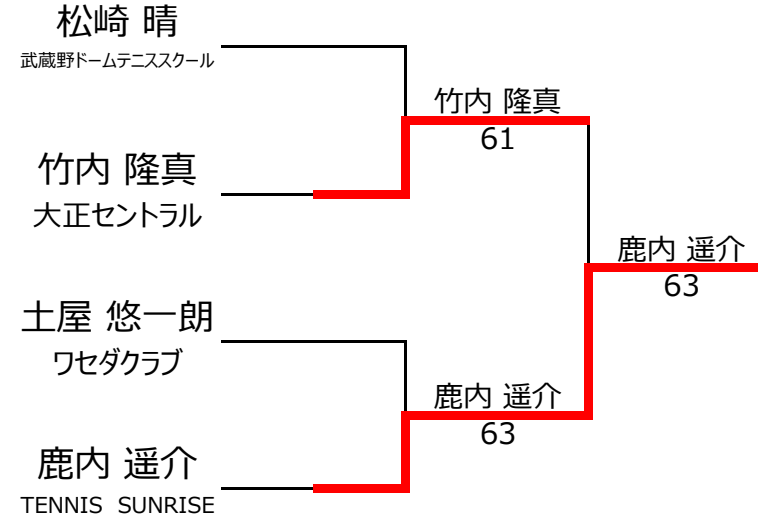 松崎 晴
武蔵野ドームテニススクール
竹内 隆真
61
竹内 隆真
大正セントラル
鹿内 遥介
63
土屋 悠一朗
ワセダクラブ
鹿内 遥介
63
鹿内 遥介
TENNIS SUNRISE